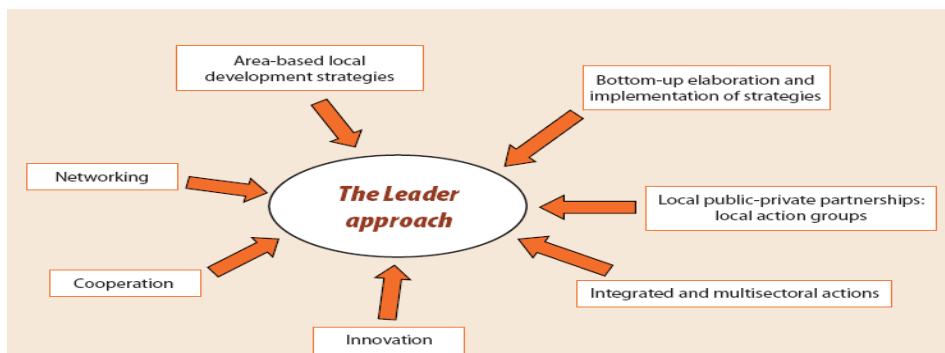 Area-based local
development strategies
Bottom-up elaboration and
implementation of strategies
Networking
The Leader
approach
Local public-private partnerships:
local action groups
Cooperation
Integrated and multisectoral actions
Innovation